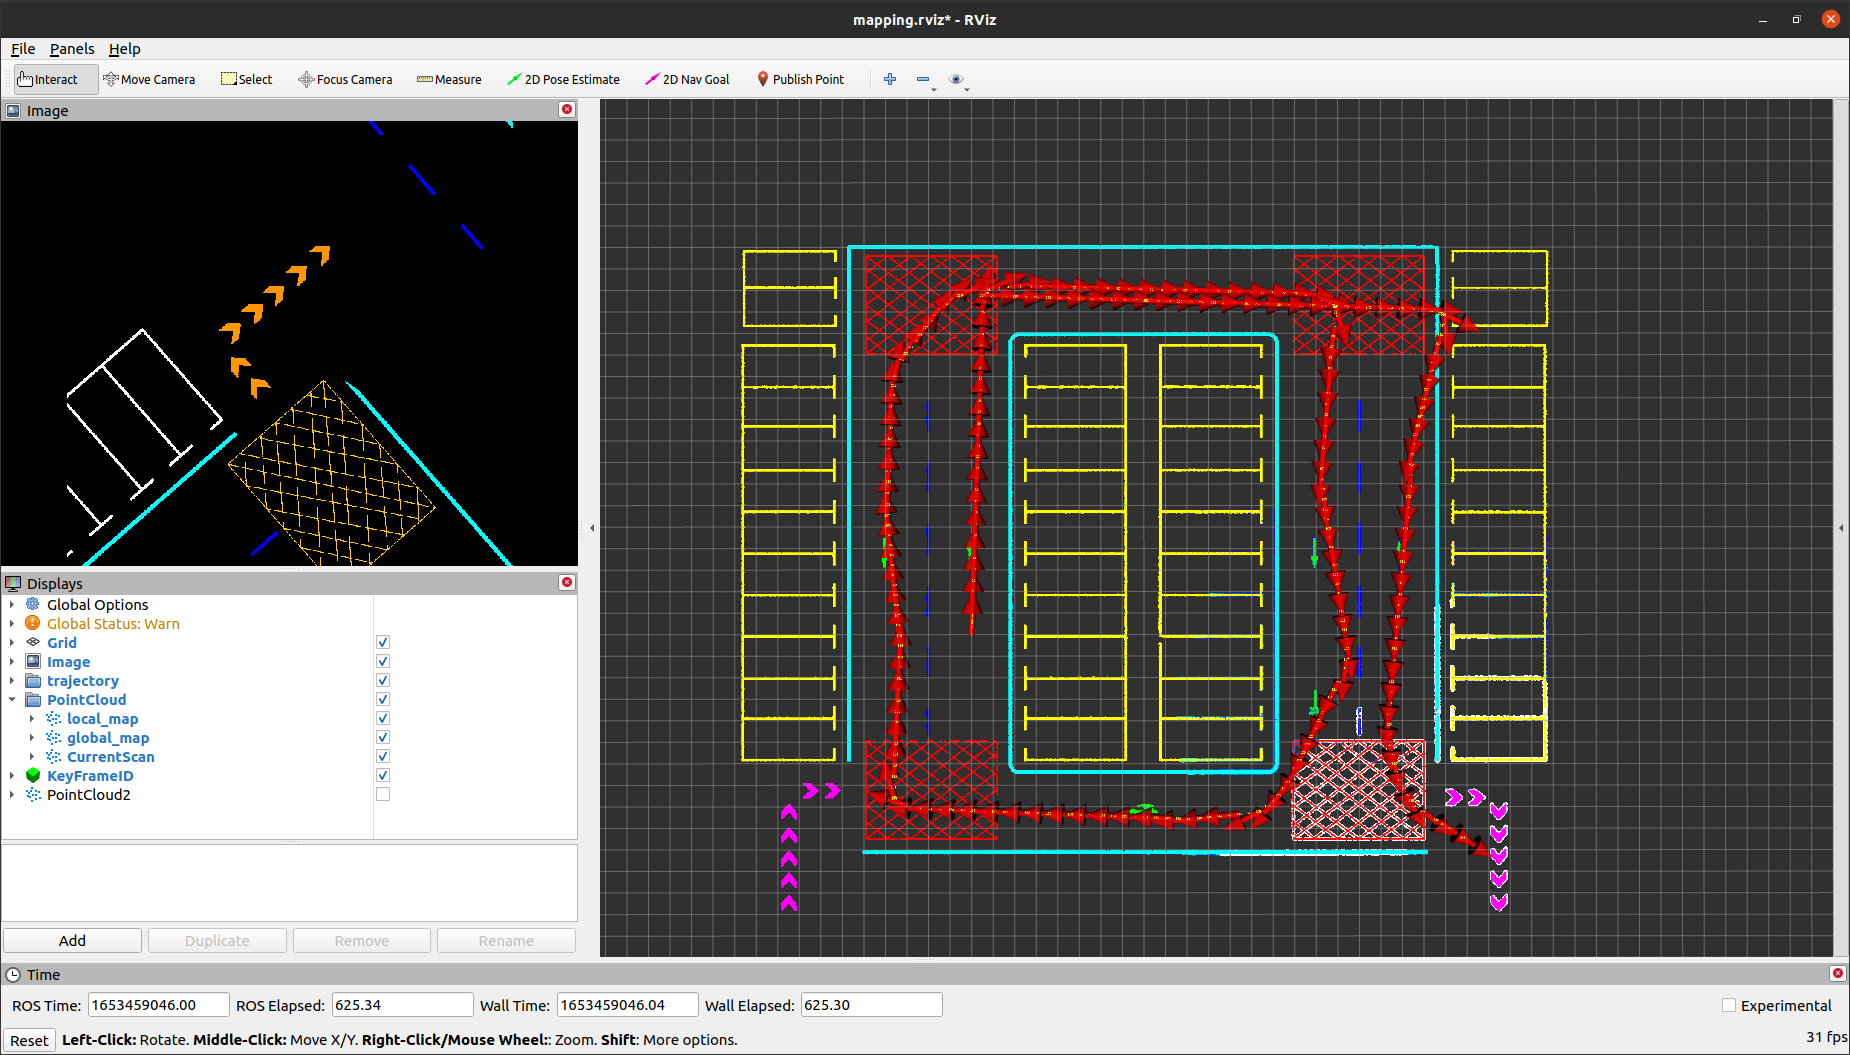 mapping.rviz* - RViz
File Panels Help
Interact Move Camera Select Focus Camera Measure 2D Pose Estimate 2D Nav Goal Publish Point
Image
Displays
Global Options
Global Status: Warn
Grid
Image
trajectory
PointCloud
local_map
global_map
CurrentScan
KeyFrameID
PointCloud2
Add Duplicate Remove Rename
Time
ROS Time: 1653459046.00 ROS Elapsed: 625.34 Wall Time: 1653459046.04 Wall Elapsed: 625.30 Experimental
Reset Left-Click: Rotate. Middle-Click: Move X/Y. Right-Click/Mouse Wheel:: Zoom. Shift: More options. 31 fps